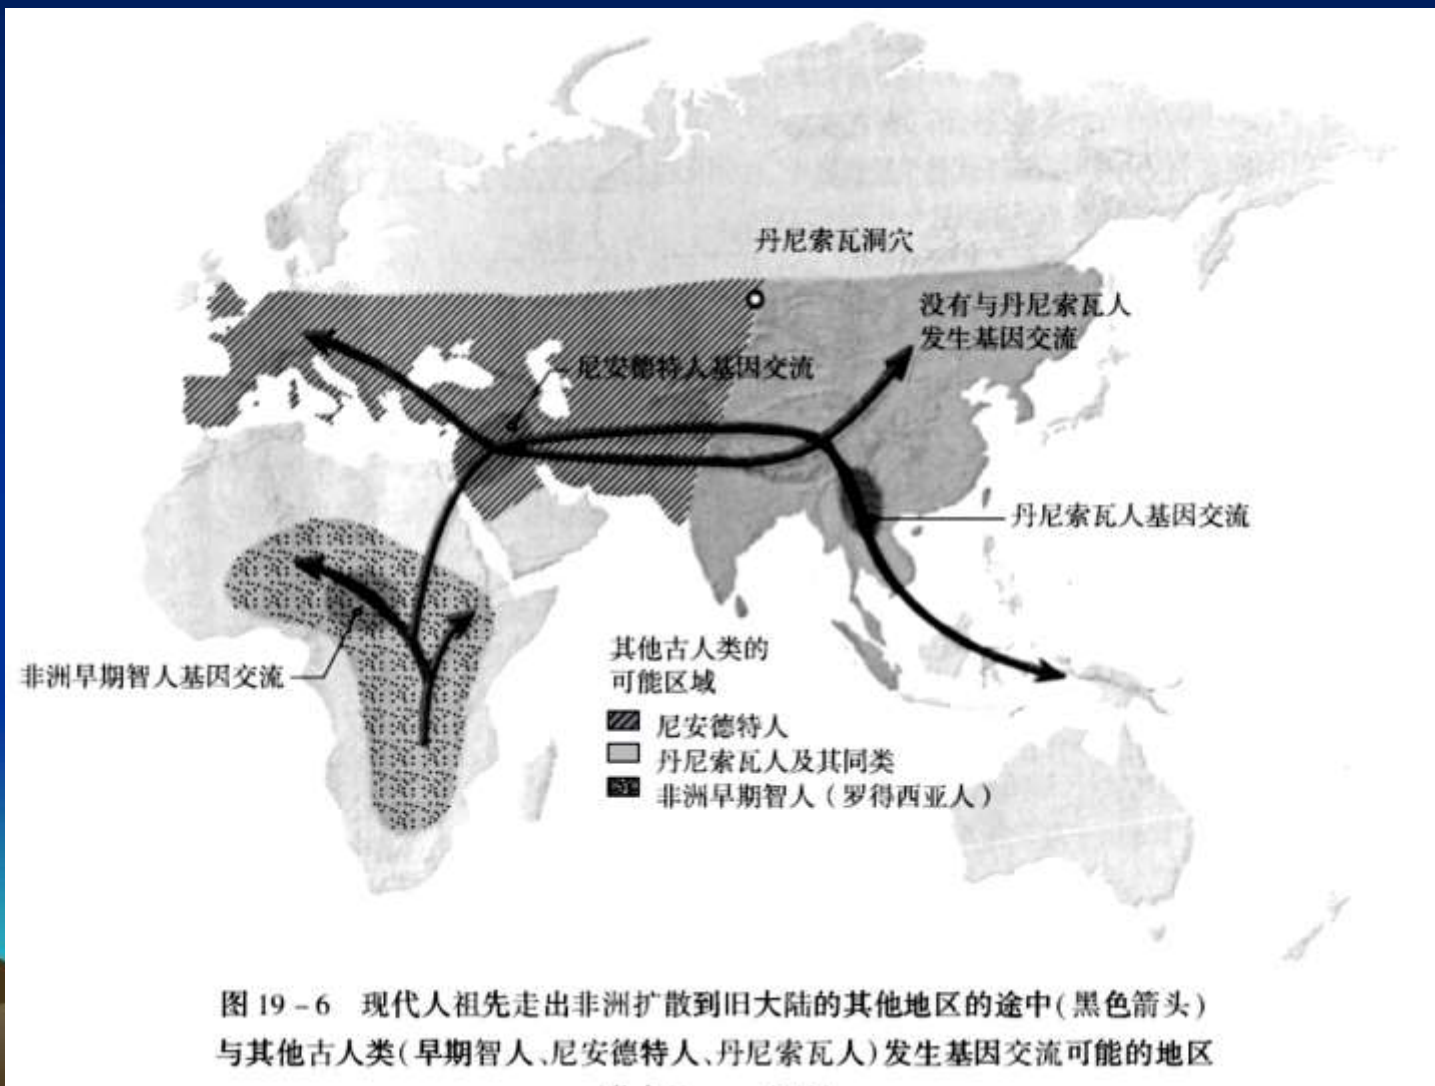 丹尼索瓦洞穴
没有与丹尼索瓦人
发生基因交流
尼安德特人基因交流
丹尼索瓦人基因交流
非洲早期智人基因交流
其他古人类的
可能区域
尼安德特人
丹尼索瓦人及其同类
非洲早期智人（罗得西亚人）
图 19-6 现代人祖先走出非洲扩散到旧大陆的其他地区的途中(黑色箭头)
与其他古人类(早期智人、尼安德特人、丹尼索瓦人)发生基因交流可能的地区